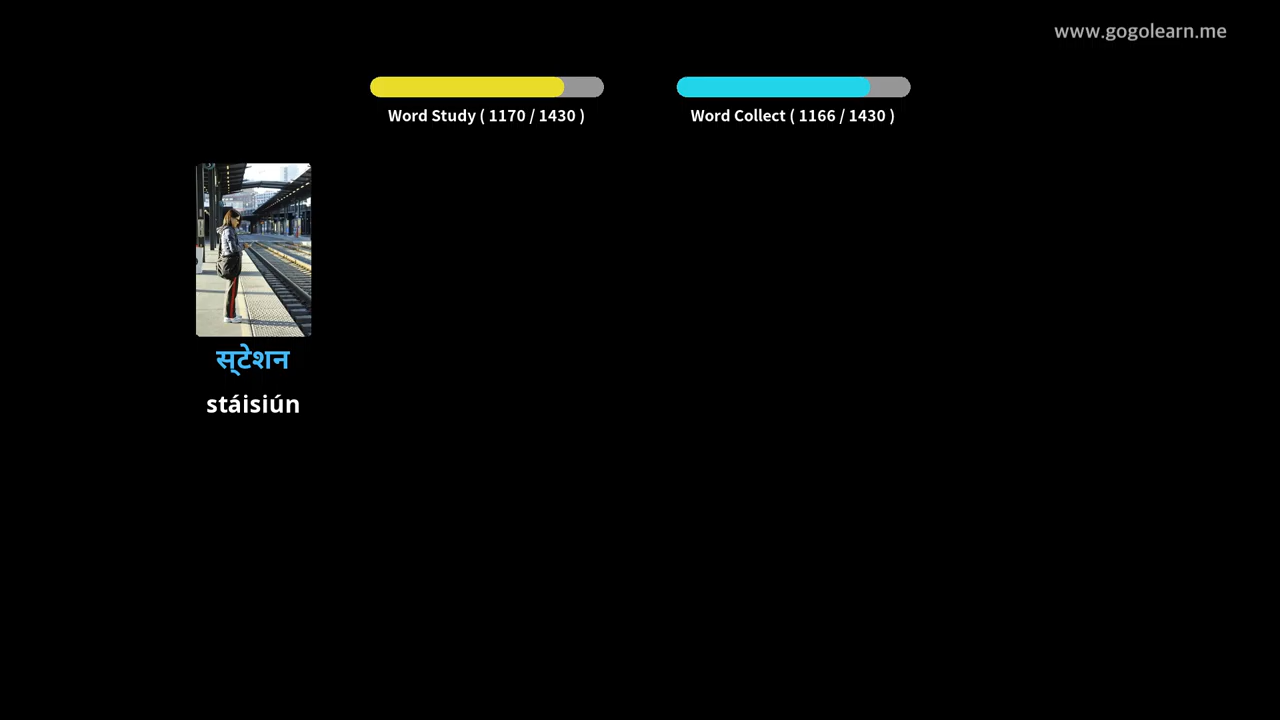 www.gogolearn.me
Word Study ( 1170 / 1430 )
Word Collect ( 1166 / 1430 )
स्टेशन
stáisiún